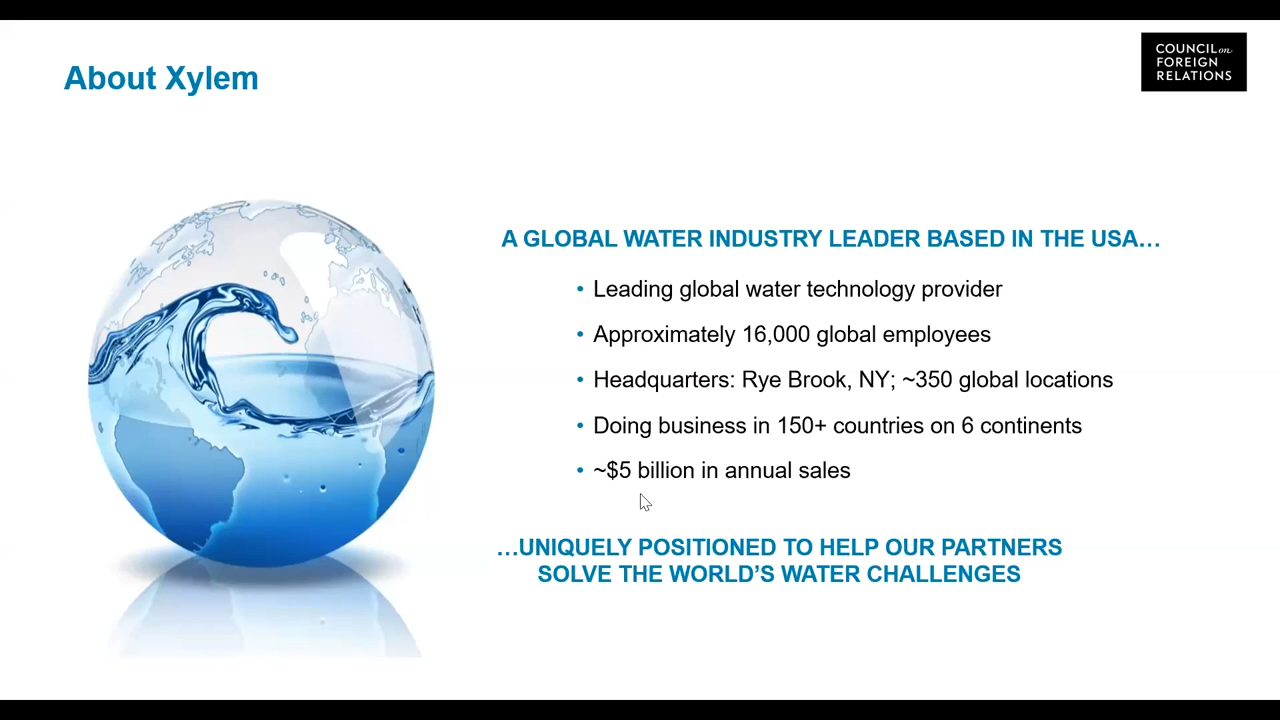 About Xylem
COUNCIL on
FOREIGN
RELATIONS
A GLOBAL WATER INDUSTRY LEADER BASED IN THE USA…
• Leading global water technology provider
• Approximately 16,000 global employees
• Headquarters: Rye Brook, NY; ~350 global locations
• Doing business in 150+ countries on 6 continents
• ~$5 billion in annual sales
…UNIQUELY POSITIONED TO HELP OUR PARTNERS
SOLVE THE WORLD’S WATER CHALLENGES